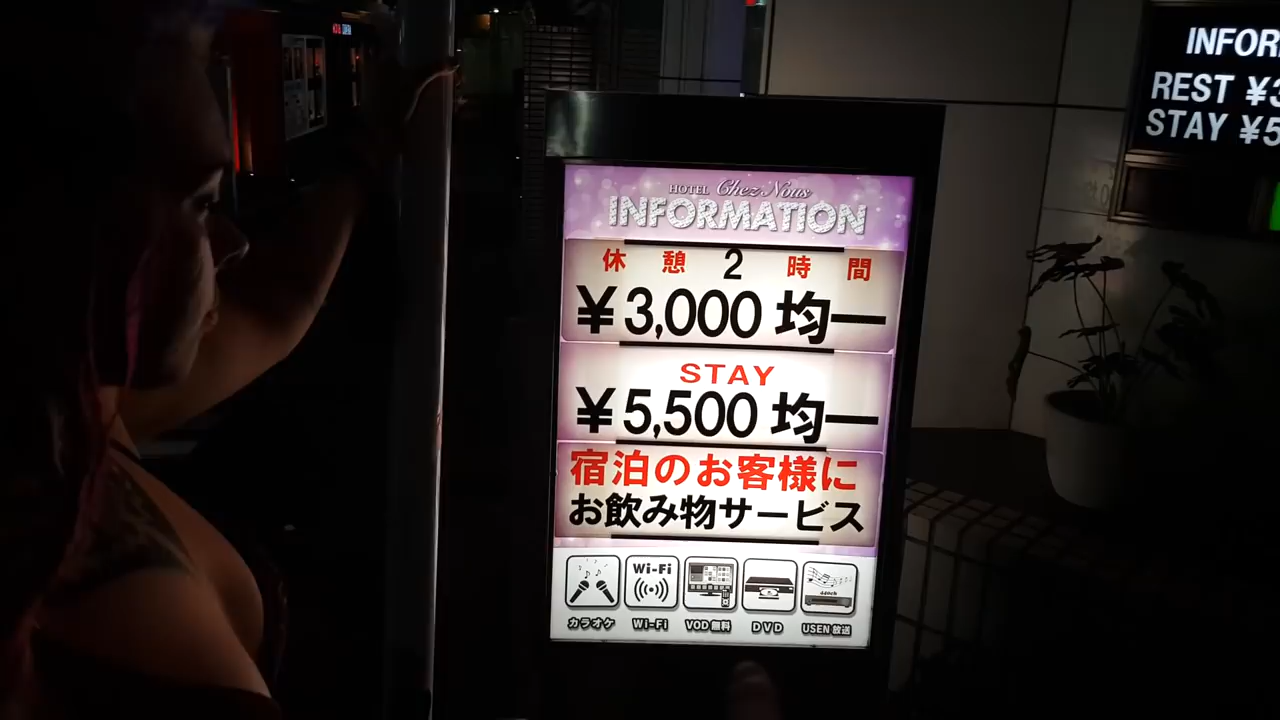 HOTEL Chez Nous
INFORMATION
休憩 2 時間
¥3,000 均一
STAY
¥5,500 均一
宿泊のお客様に
お飲み物サービス
Wi-Fi
カラオケ Wi-Fi VOD無料 DVD USEN放送
INFOR
REST ¥3
STAY ¥5